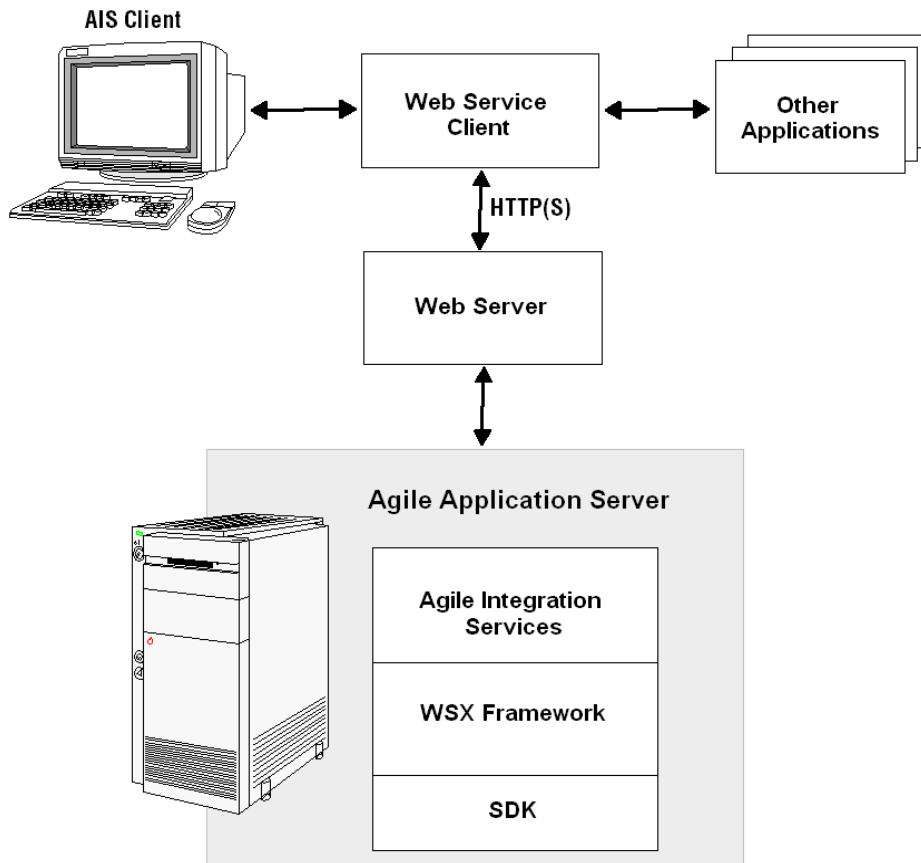 AIS Client
Web Service
Client
Other
Applications
HTTP(S)
Web Server
Agile Application Server
Agile Integration
Services
WSX Framework
SDK